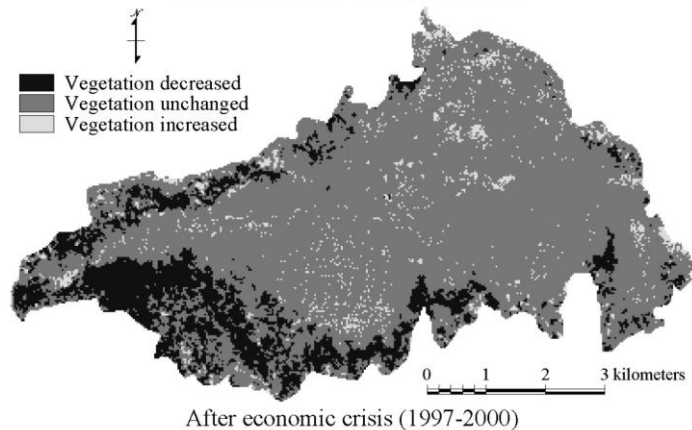 N
Vegetation decreased
Vegetation unchanged
Vegetation increased
0 1 2 3 kilometers
After economic crisis (1997-2000)